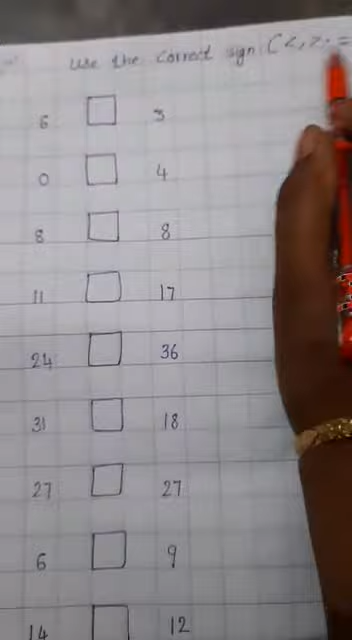 use the correct sign (<, >, =
6 □ 3
0 □ 4
8 □ 8
11 □ 17
24 □ 36
31 □ 18
27 □ 27
6 □ 9
14 □ 12